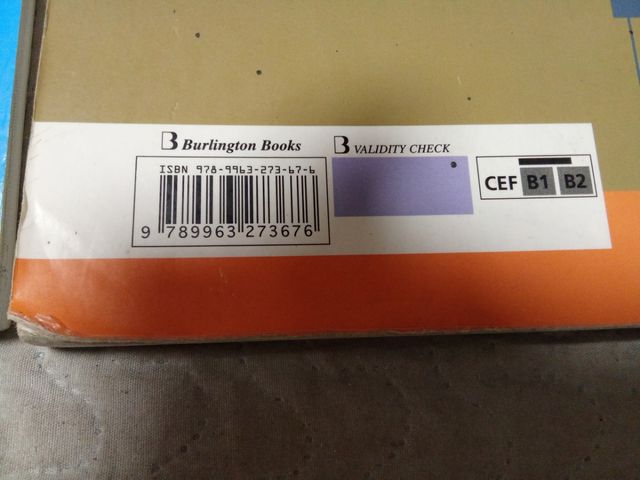 B Burlington Books
ISBN 978-9963-273-67-6
9 789963 273676
B VALIDITY CHECK
CEF B1 B2